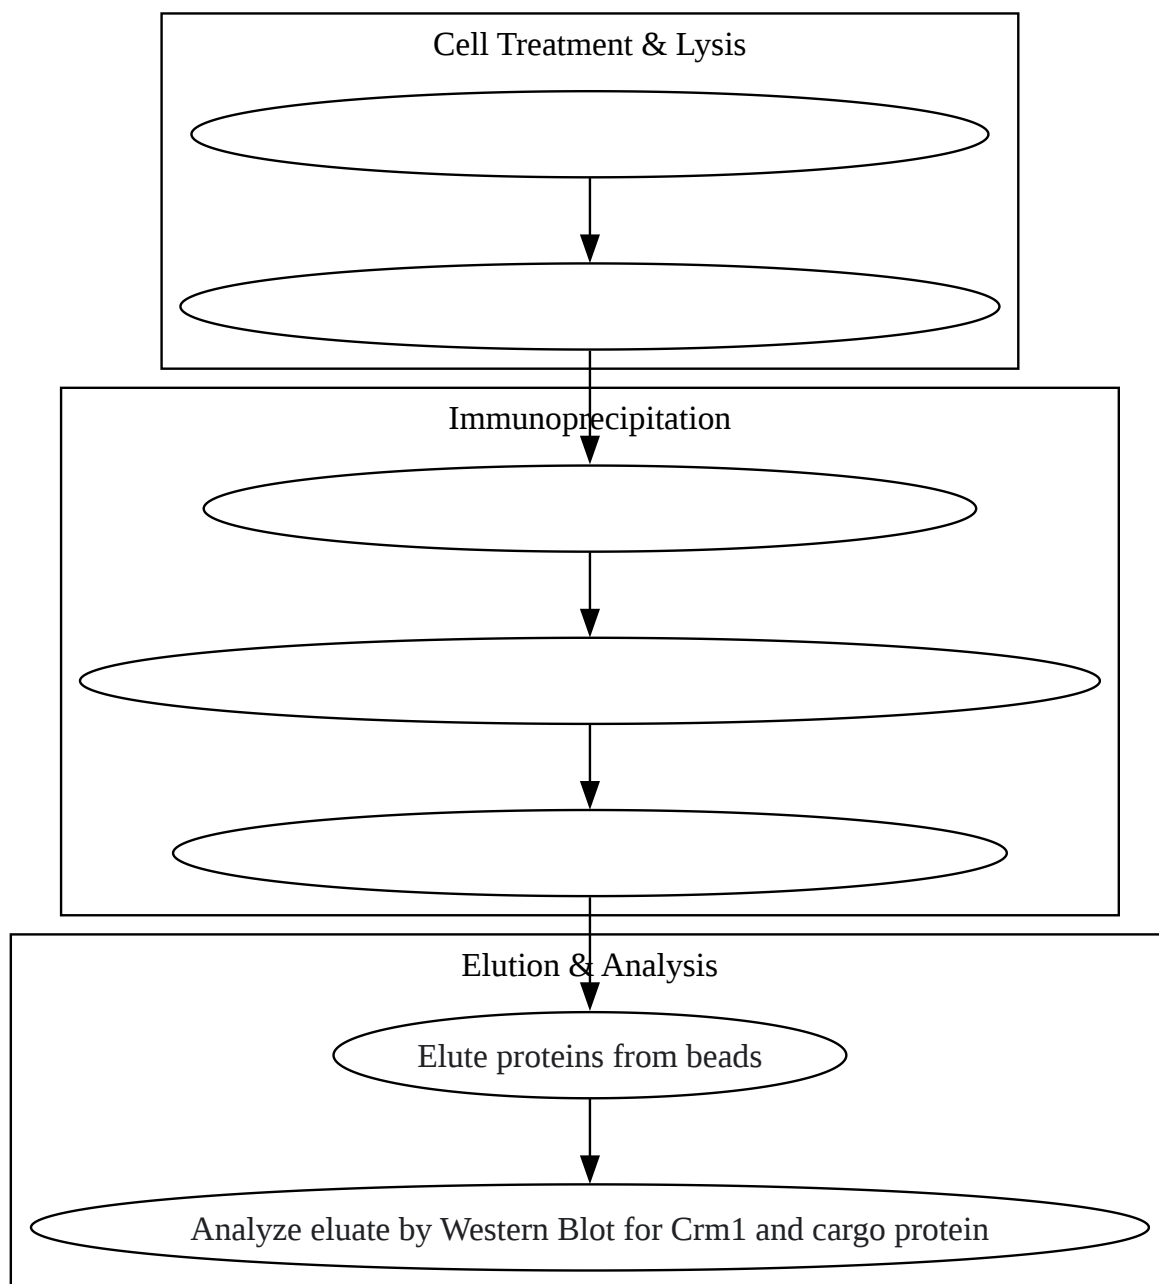 Cell Treatment & Lysis
Immunoprecipitation
Elution & Analysis
Elute proteins from beads
Analyze eluate by Western Blot for Crm1 and cargo protein